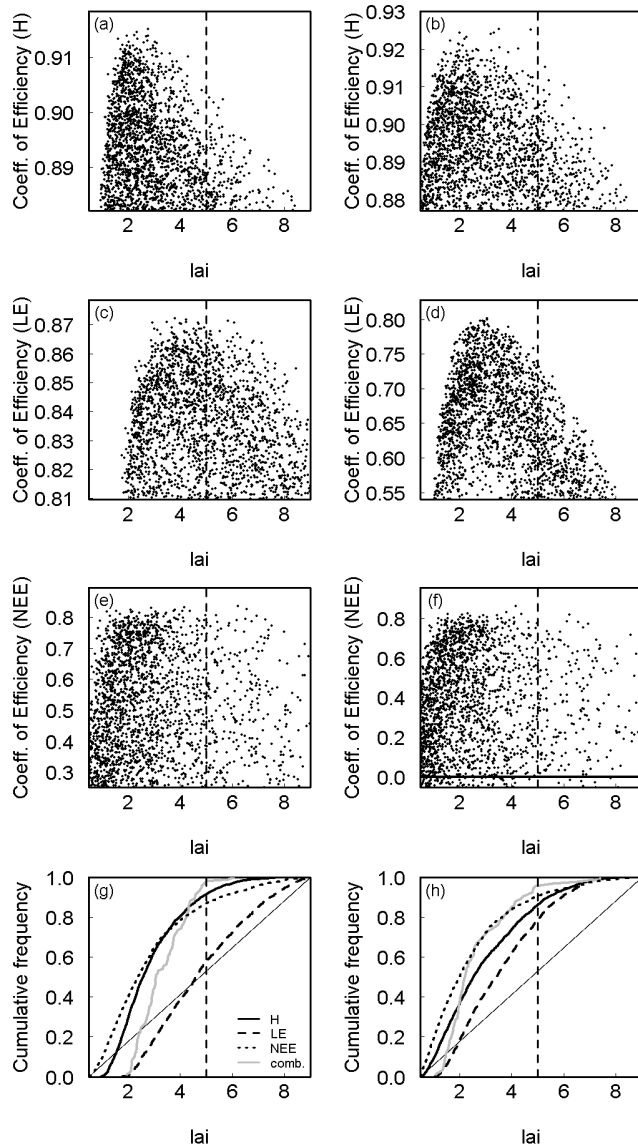 (a)
Coeff. of Efficiency (H)
0.91
0.90
0.89
2 4 6 8
lai
(b)
Coeff. of Efficiency (H)
0.93
0.92
0.91
0.90
0.89
0.88
2 4 6 8
lai
(c)
Coeff. of Efficiency (LE)
0.87
0.86
0.85
0.84
0.83
0.82
0.81
2 4 6 8
lai
(d)
Coeff. of Efficiency (LE)
0.80
0.75
0.70
0.65
0.60
0.55
2 4 6 8
lai
(e)
Coeff. of Efficiency (NEE)
0.8
0.7
0.6
0.5
0.4
0.3
2 4 6 8
lai
(f)
Coeff. of Efficiency (NEE)
0.8
0.6
0.4
0.2
0.0
2 4 6 8
lai
(g)
Cumulative frequency
1.0
0.8
0.6
0.4
0.2
0.0
H
LE
NEE
comb.
2 4 6 8
lai
(h)
Cumulative frequency
1.0
0.8
0.6
0.4
0.2
0.0
2 4 6 8
lai